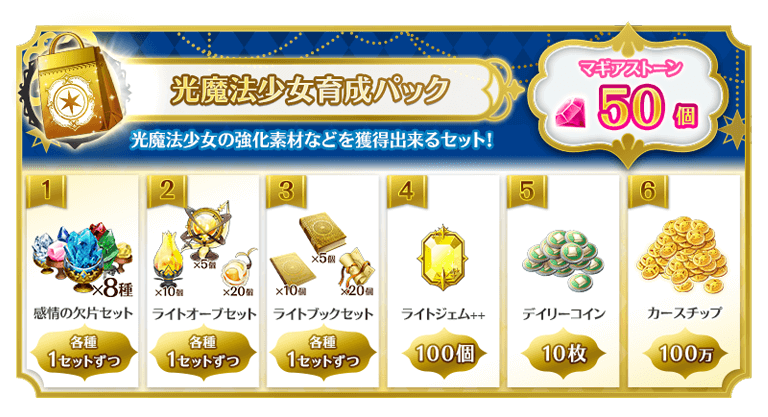 光魔法少女育成パック
マギアストーン
50個
光魔法少女の強化素材などを獲得出来るセット!
1
×8種
感情の欠片セット
各種
1セットずつ
2
×5個
×10個
×20個
ライトオーブセット
各種
1セットずつ
3
×5個
×10個
×20個
ライトブックセット
各種
1セットずつ
4
ライトジェム++
100個
5
デイリーコイン
10枚
6
カースチップ
100万